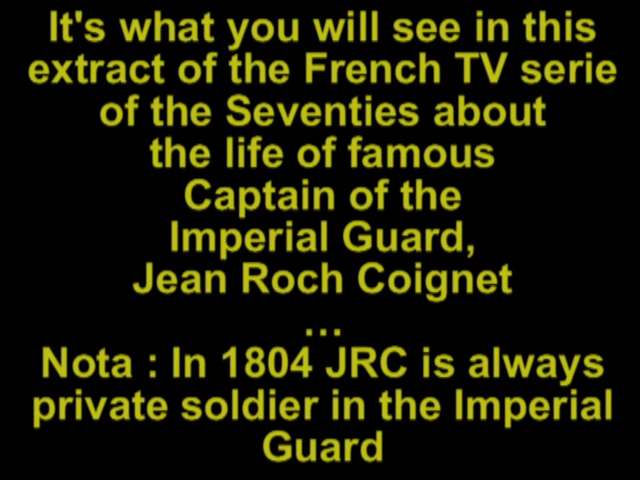 It's what you will see in this
extract of the French TV serie
of the Seventies about
the life of famous
Captain of the
Imperial Guard,
Jean Roch Coignet
...
Nota : In 1804 JRC is always
private soldier in the Imperial
Guard